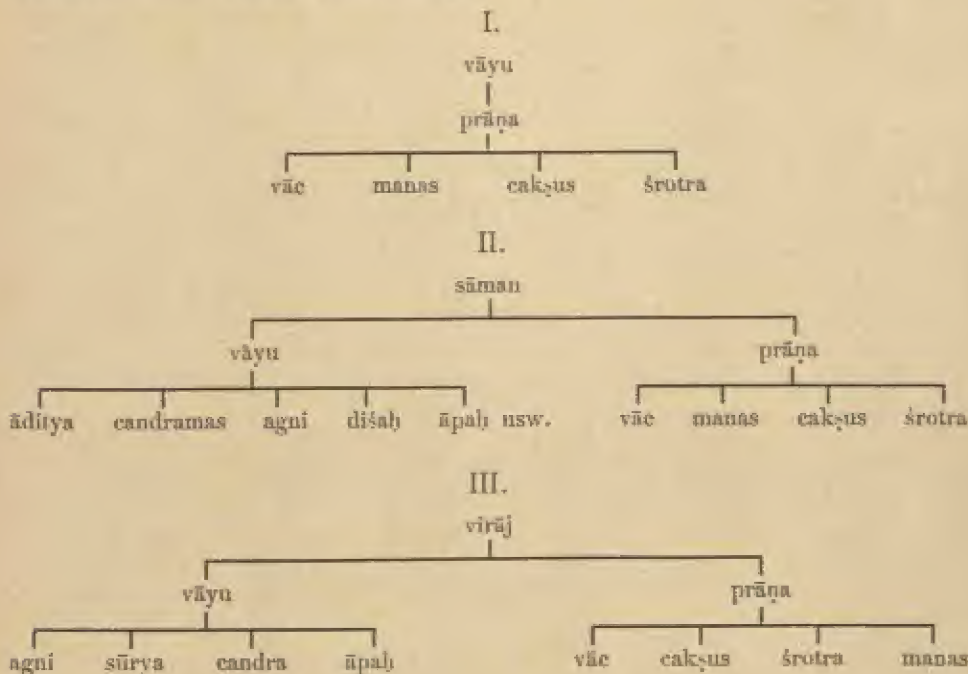 I.
vāyu
prāṇa
vāc manas cakṣus śrotra
II.
sāman
vāyu prāṇa
āditya candramas agni diśaḥ āpaḥ usw. vāc manas cakṣus śrotra
III.
virāj
vāyu prāṇa
agni sūrya candra āpaḥ vāc cakṣus śrotra manas